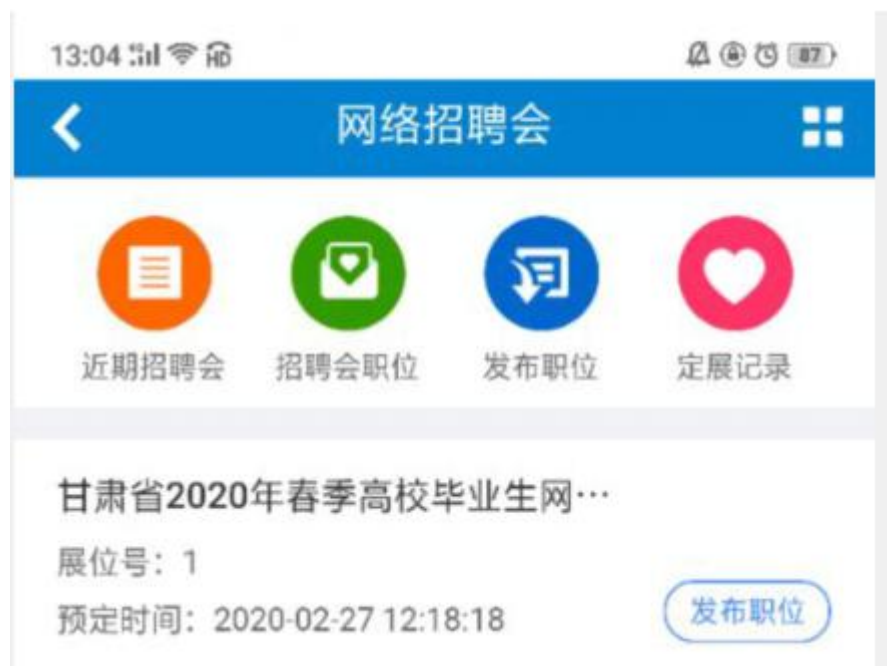 13:04 HD 87
网络招聘会
近期招聘会 招聘会职位 发布职位 定展记录
甘肃省2020年春季高校毕业生网…
展位号：1
预定时间：2020-02-27 12:18:18 发布职位